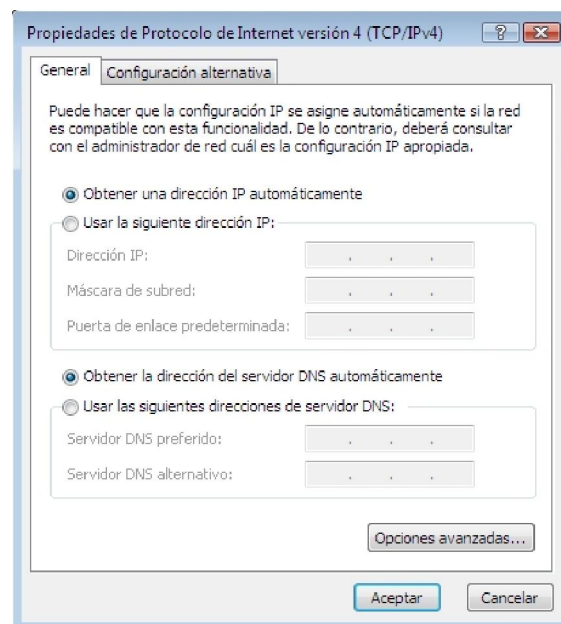 Propiedades de Protocolo de Internet versión 4 (TCP/IPv4)
?
General
Configuración alternativa
Puede hacer que la configuración IP se asigne automáticamente si la red
es compatible con esta funcionalidad. De lo contrario, deberá consultar
con el administrador de red cuál es la configuración IP apropiada.
Obtener una dirección IP automáticamente
Usar la siguiente dirección IP:
Dirección IP:
Máscara de subred:
Puerta de enlace predeterminada:
Obtener la dirección del servidor DNS automáticamente
Usar las siguientes direcciones de servidor DNS:
Servidor DNS preferido:
Servidor DNS alternativo:
Opciones avanzadas...
Aceptar
Cancelar